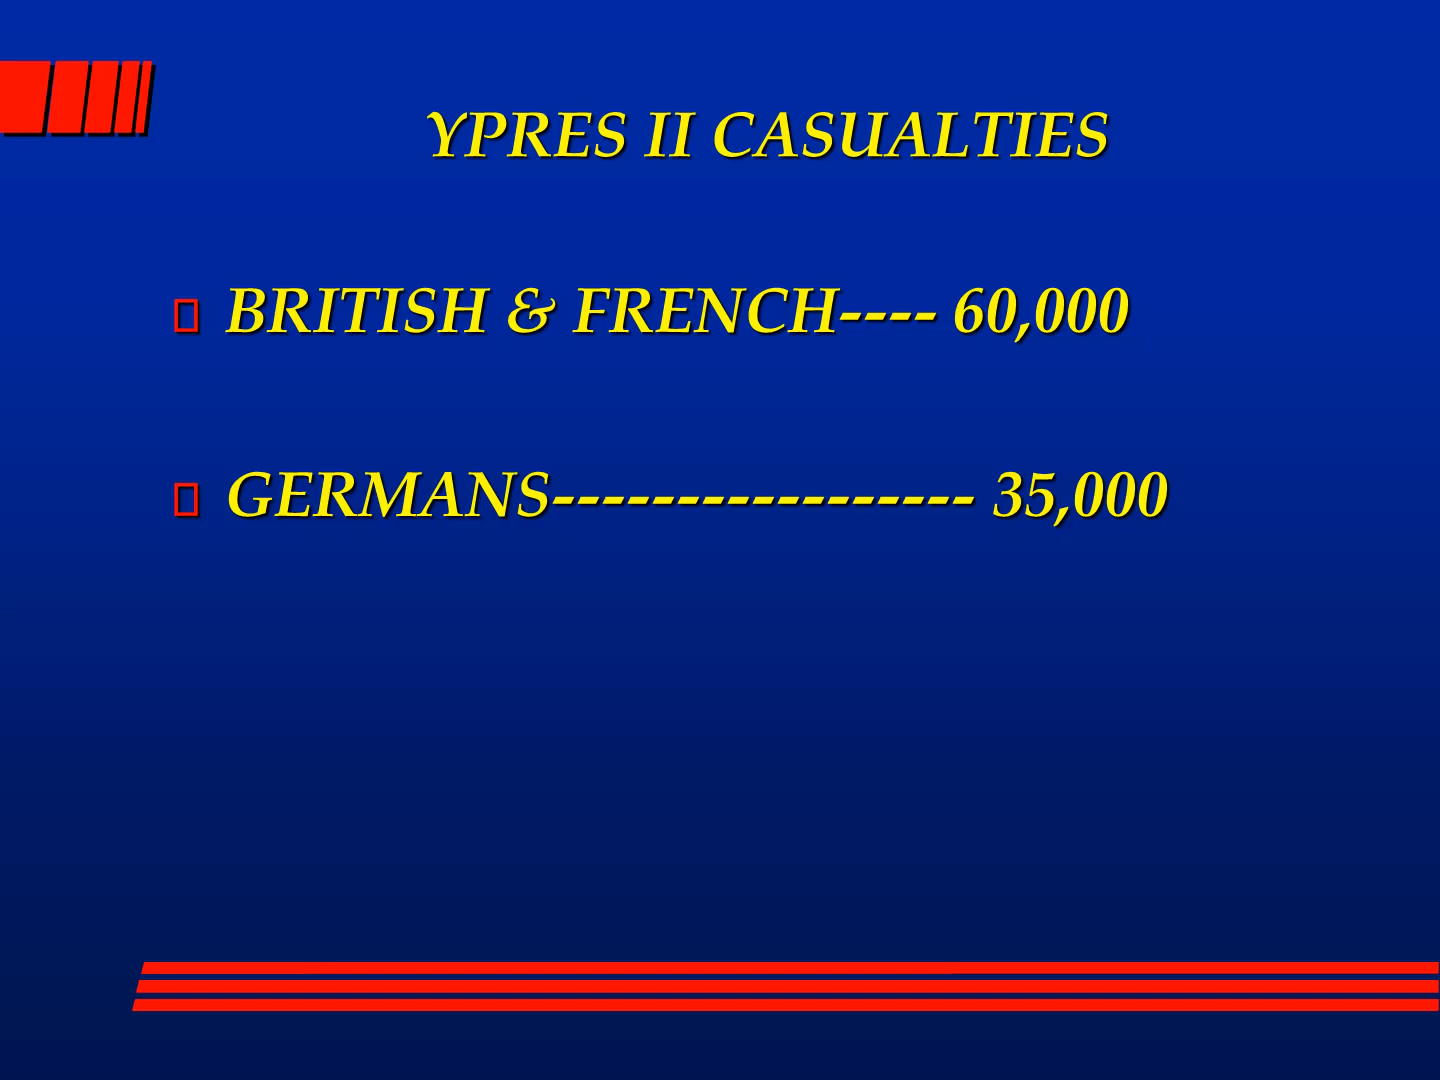 YPRES II CASUALTIES
BRITISH & FRENCH---- 60,000
GERMANS----------------- 35,000